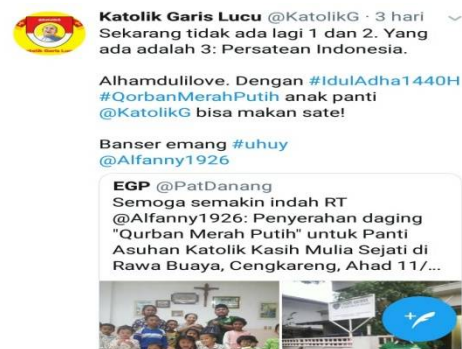 Katolik Garis Lucu @KatolikG · 3 hari
Sekarang tidak ada lagi 1 dan 2. Yang
ada adalah 3: Persatean Indonesia.
Alhamdulilove. Dengan #IdulAdha1440H
#QorbanMerahPutih anak panti
@KatolikG bisa makan sate!
Banser emang #uhuy
@Alfanny1926
EGP @PatDanang
Semoga semakin indah RT
@Alfanny1926: Penyerahan daging
"Qurban Merah Putih" untuk Panti
Asuhan Katolik Kasih Mulia Sejati di
Rawa Buaya, Cengkareng, Ahad 11/...